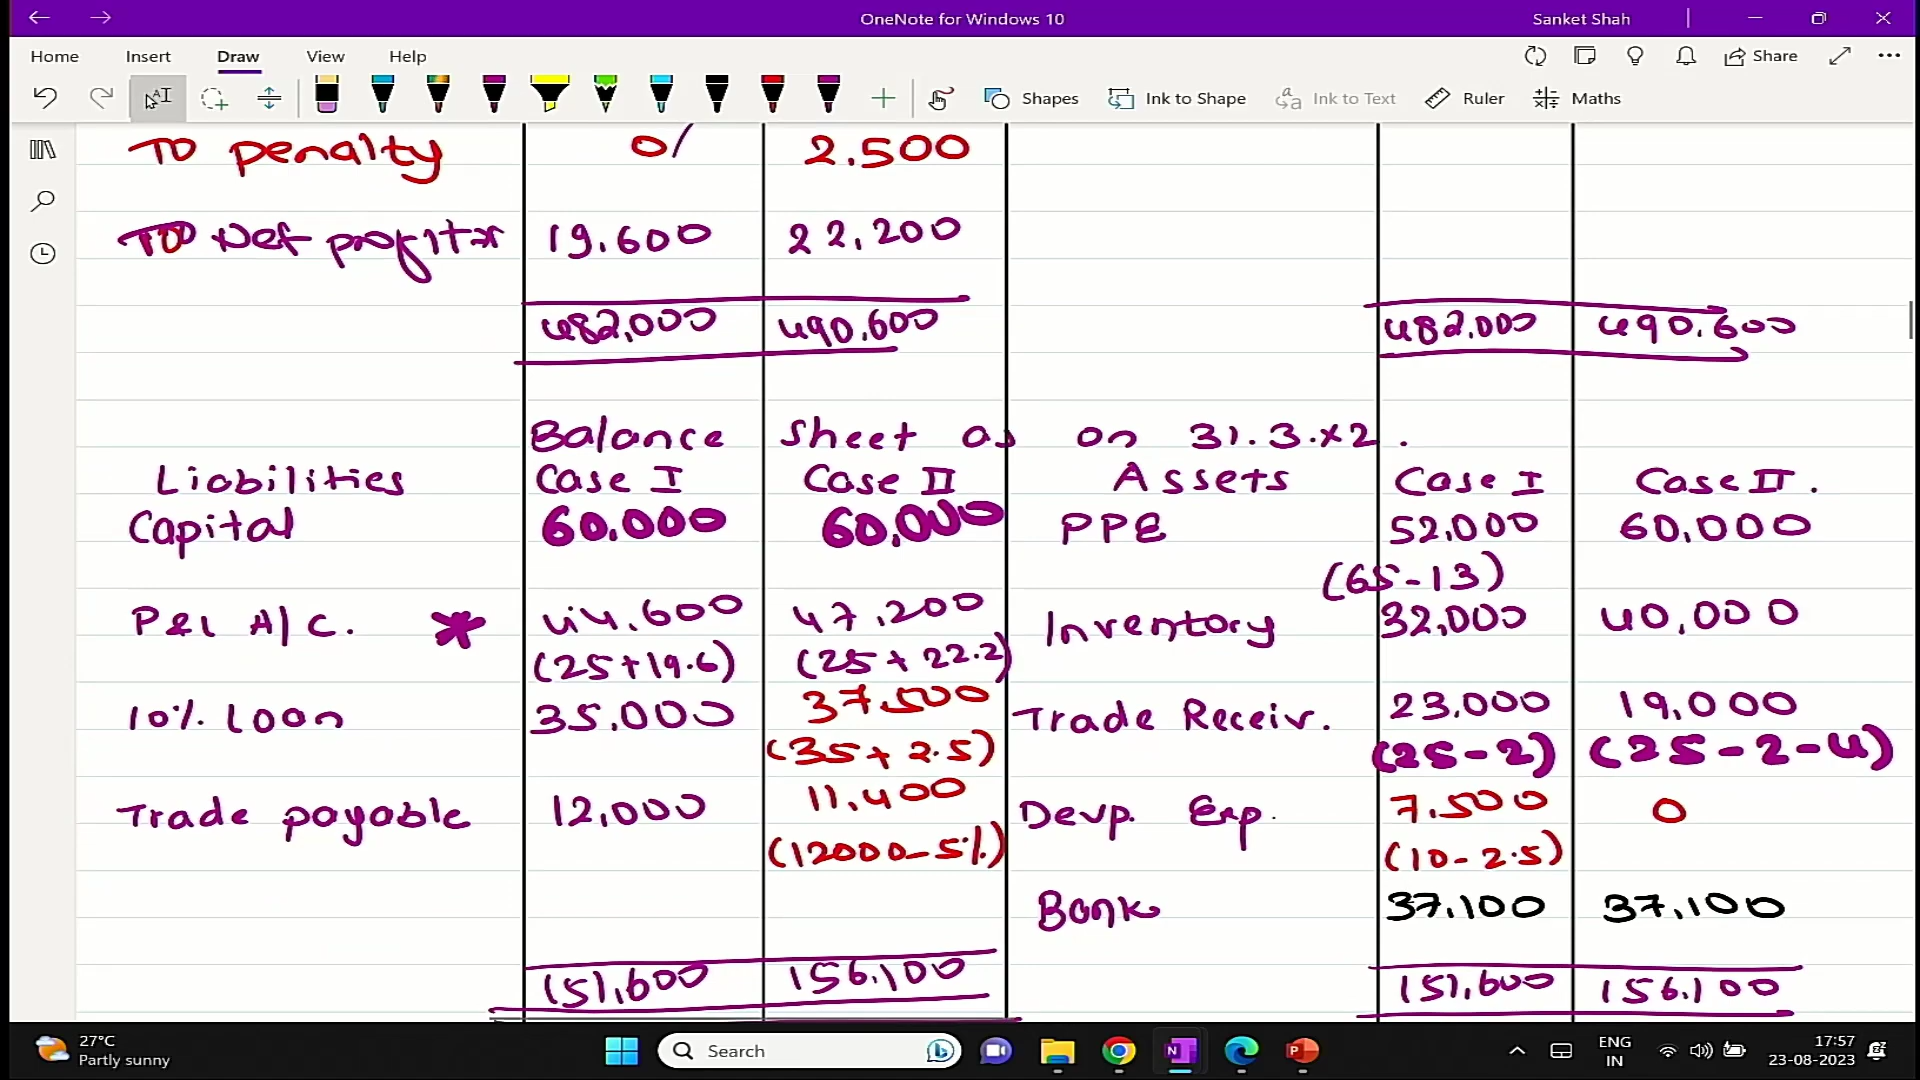 OneNote for Windows 10
Sanket Shah
Home Insert Draw View Help
Share
Shapes Ink to Shape Ink to Text Ruler Maths
To penalty 0/ 2.500
To Net profit 19.600 22,200
482,000 490.600 482.000 490.600
Balance Sheet as on 31.3.x2.
Liabilities Case I Case II Assets Case I Case II.
Capital 60.000 60,000 PPE 52,000 60,000
(65-13)
P&L A/C. * 44,600 47,200 Inventory 32,000 40,000
(25+19.6) (25+22.2)
10% Loan 35,000 37,500 Trade Receiv. 23,000 19,000
(35+2.5) (25-2) (25-2-4)
Trade payable 12,000 11,400 Devp. Exp. 7,500 0
(12000-5%) (10-2.5)
Bank 37,100 37,100
151,600 156,100 151,600 156,100
27°C
Partly sunny
Search
ENG
IN
17:57
23-08-2023